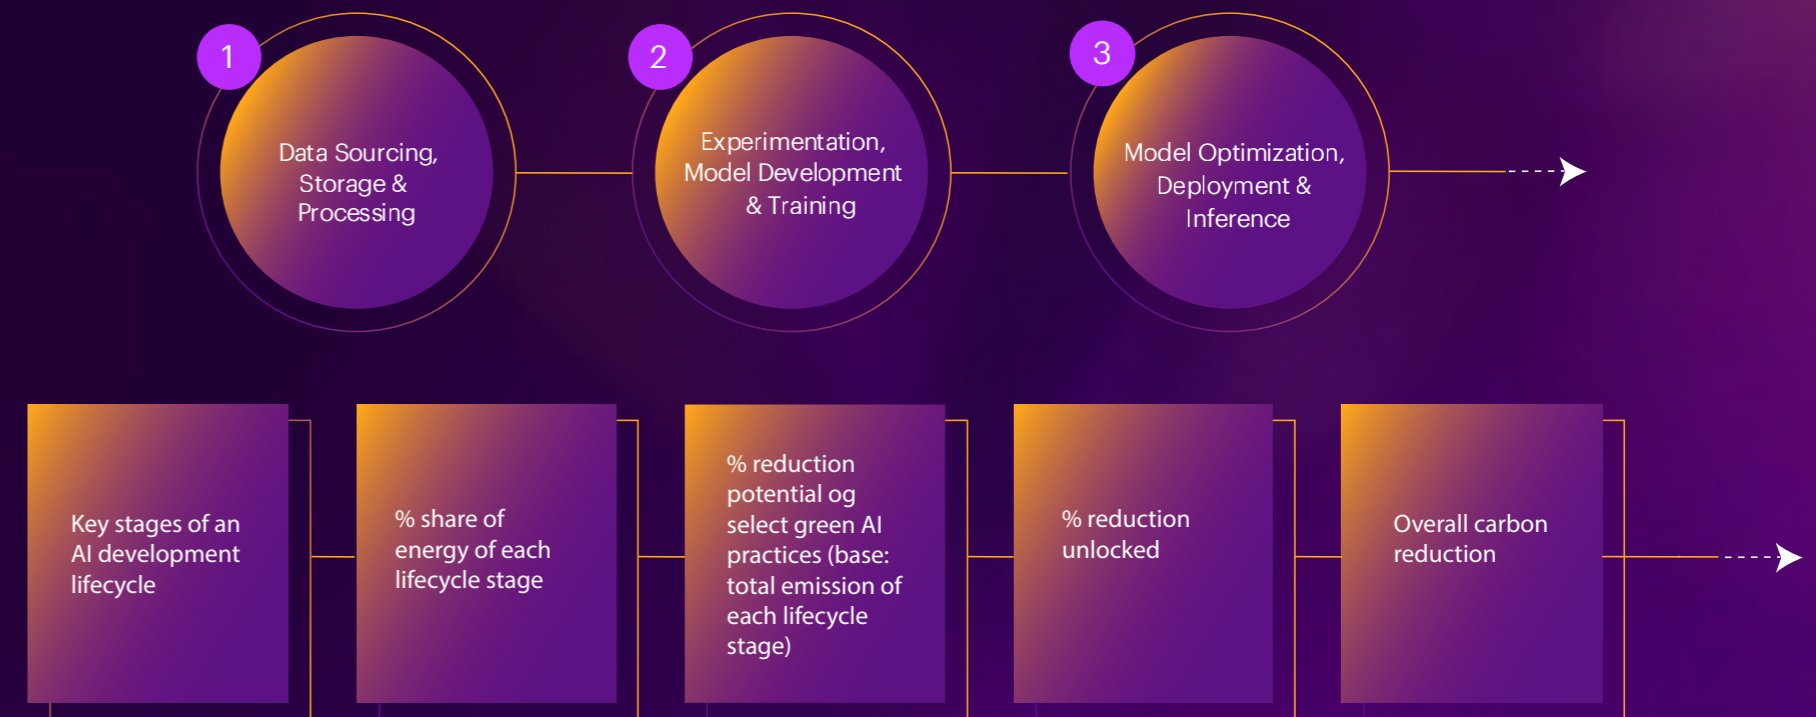 1
Data Sourcing,
Storage &
Processing
2
Experimentation,
Model Development
& Training
3
Model Optimization,
Deployment &
Inference
Key stages of an
AI development
lifecycle
% share of
energy of each
lifecycle stage
% reduction
potential og
select green AI
practices (base:
total emission of
each lifecycle
stage)
% reduction
unlocked
Overall carbon
reduction